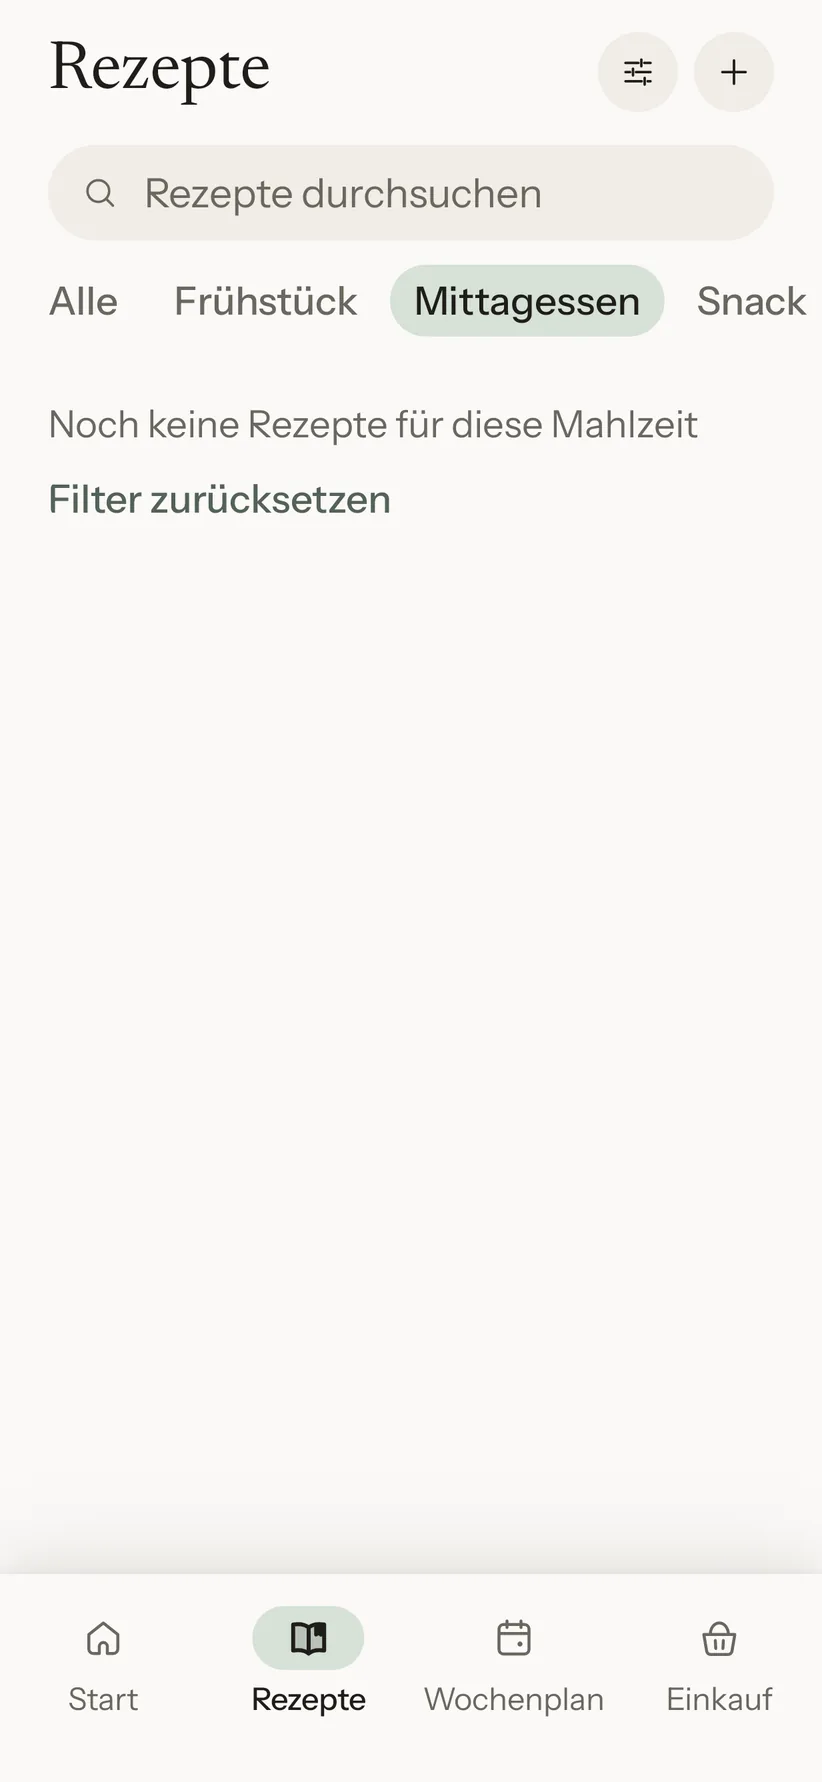 Rezepte
Rezepte durchsuchen
Alle Frühstück Mittagessen Snack
Noch keine Rezepte für diese Mahlzeit
Filter zurücksetzen
Start Rezepte Wochenplan Einkauf